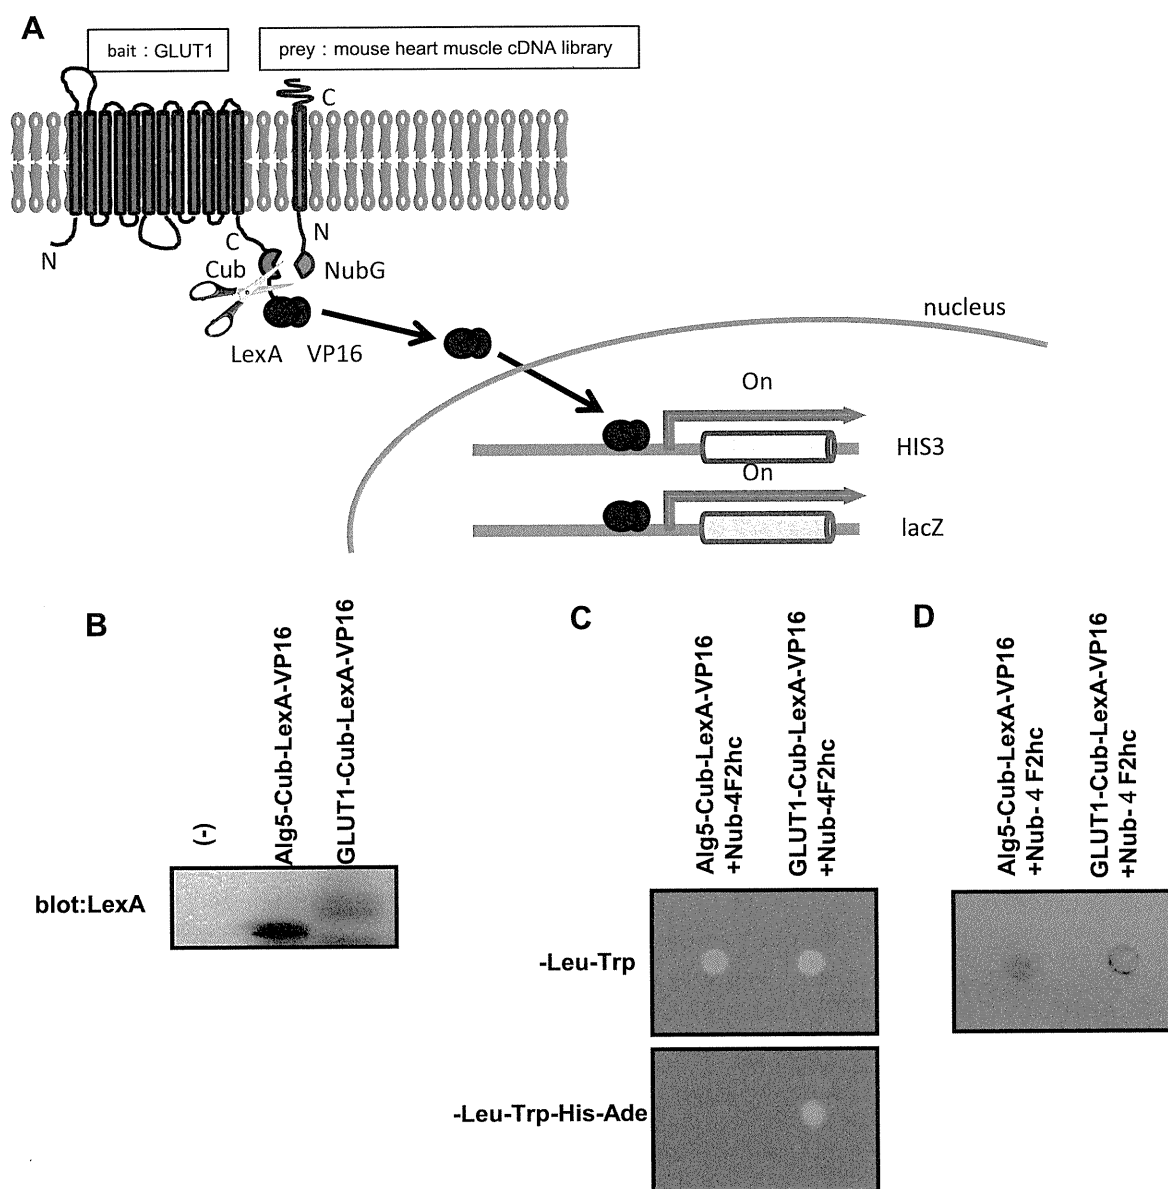 A
bait : GLUT1
prey : mouse heart muscle cDNA library
C
N
C
N
Cub
NubG
LexA VP16
nucleus
On
HIS3
On
lacZ
B
(-)
Alg5-Cub-LexA-VP16
GLUT1-Cub-LexA-VP16
blot:LexA
C
Alg5-Cub-LexA-VP16
+Nub-4F2hc
GLUT1-Cub-LexA-VP16
+Nub-4F2hc
-Leu-Trp
-Leu-Trp-His-Ade
D
Alg5-Cub-LexA-VP16
+Nub- 4 F2hc
GLUT1-Cub-LexA-VP16
+Nub- 4 F2hc